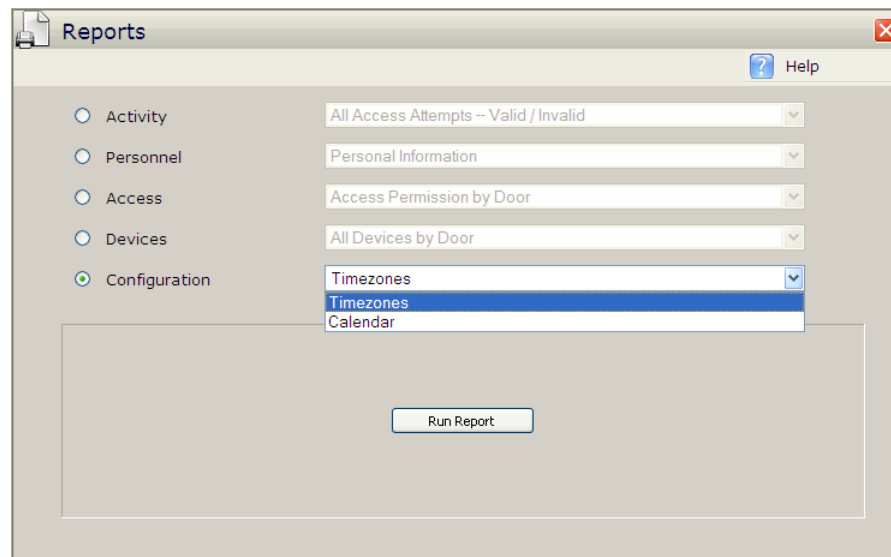 Reports
Help
Activity All Access Attempts -- Valid / Invalid
Personnel Personal Information
Access Access Permission by Door
Devices All Devices by Door
Configuration Timezones
Timezones
Calendar
Run Report